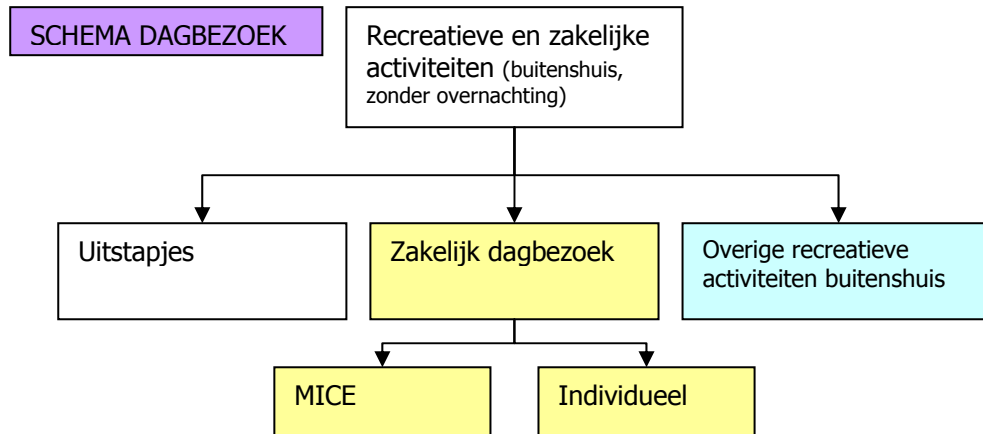 SCHEMA DAGBEZOEK
Recreatieve en zakelijke
activiteiten (buitenshuis,
zonder overnachting)
Uitstapjes
Zakelijk dagbezoek
Overige recreatieve
activiteiten buitenshuis
MICE
Individueel